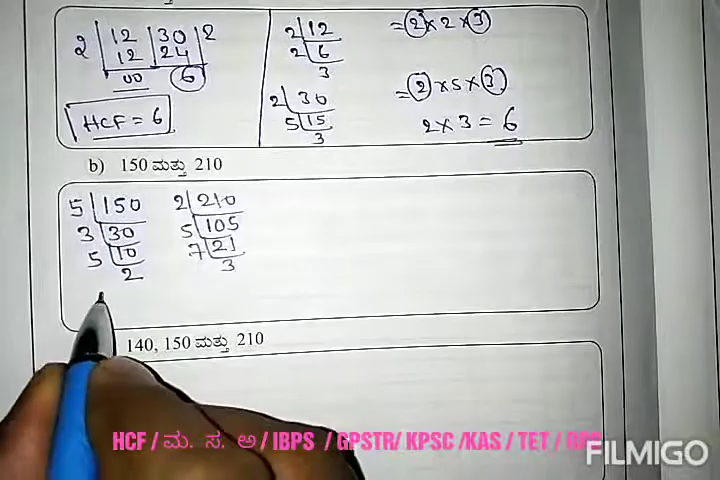 2 | 12 | 30 | 2
12 | 24
00 6
HCF = 6
2 | 12
2 | 6
3
2 | 30
5 | 15
3
= 2 × 2 × 3
= 2 × 5 × 3
2 × 3 = 6
b) 150 ಮತ್ತು 210
5 | 150
3 | 30
5 | 10
2
2 | 210
5 | 105
7 | 21
3
140, 150 ಮತ್ತು 210
HCF / ಮ. ಸ. ಅ / IBPS / GPSTR/ KPSC /KAS / TET /
FILMIGO